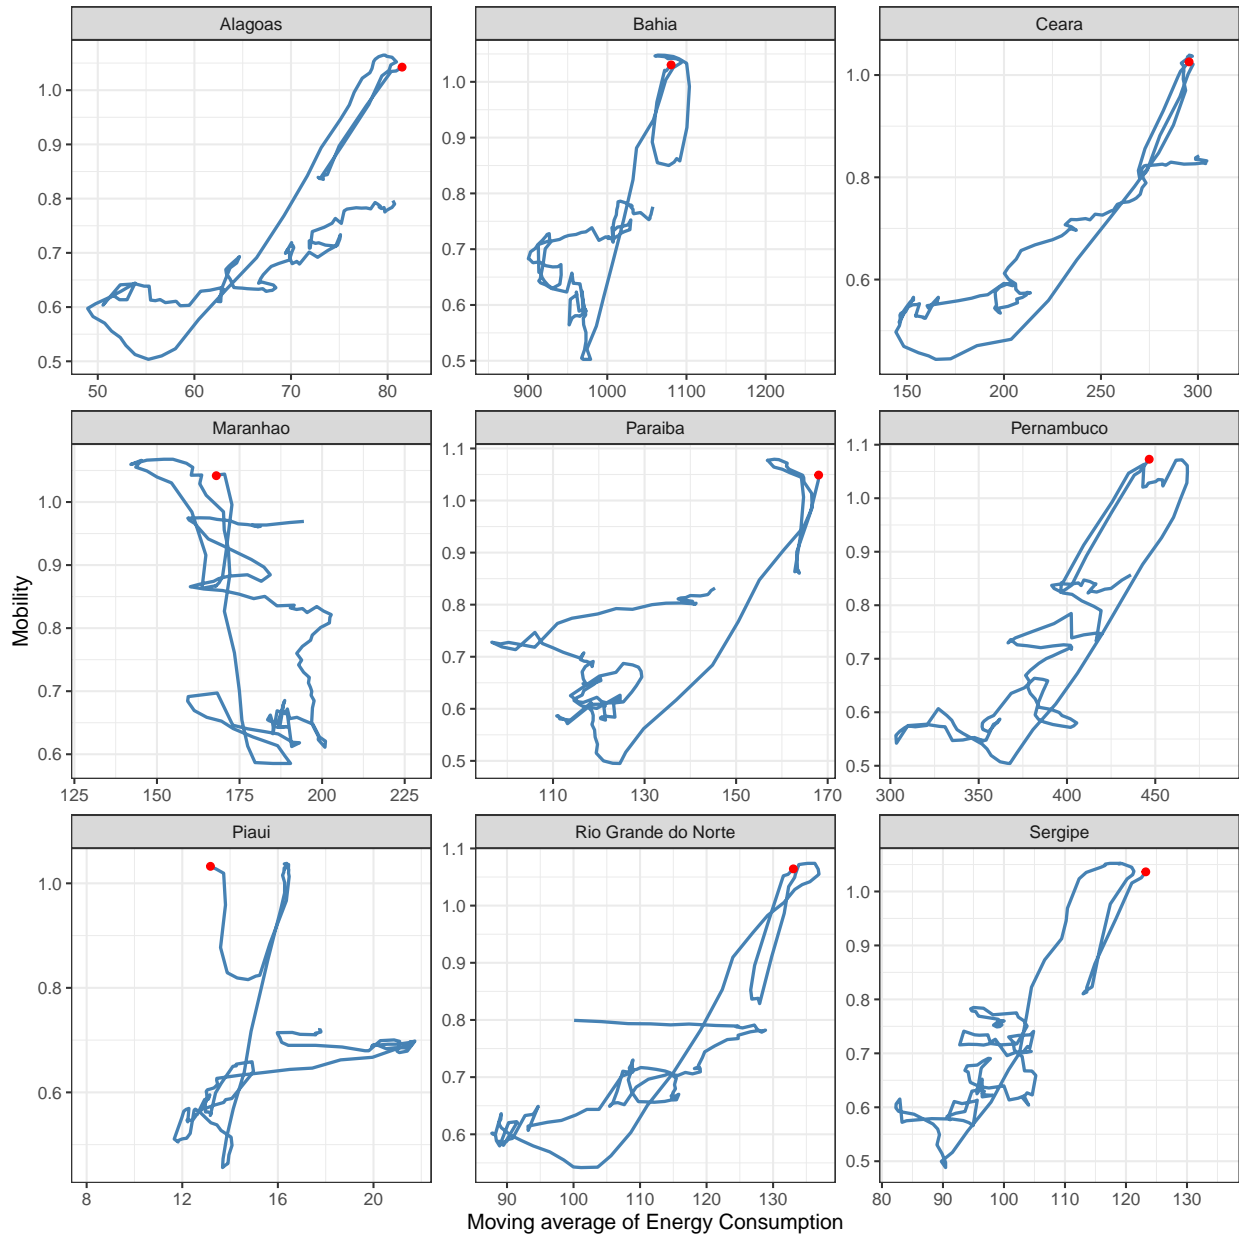 Alagoas
Bahia
Ceara
1.0
0.9
0.8
0.7
0.6
0.5
50 60 70 80
1.0
0.9
0.8
0.7
0.6
0.5
900 1000 1100 1200
1.0
0.8
0.6
150 200 250 300
Maranhao
Paraiba
Pernambuco
1.0
0.9
0.8
0.7
0.6
125 150 175 200 225
1.1
1.0
0.9
0.8
0.7
0.6
0.5
110 130 150 170
1.1
1.0
0.9
0.8
0.7
0.6
0.5
300 350 400 450
Mobility
Piaui
Rio Grande do Norte
Sergipe
1.0
0.8
0.6
8 12 16 20
1.1
1.0
0.9
0.8
0.7
0.6
90 100 110 120 130
1.0
0.9
0.8
0.7
0.6
0.5
80 90 100 110 120 130
Moving average of Energy Consumption